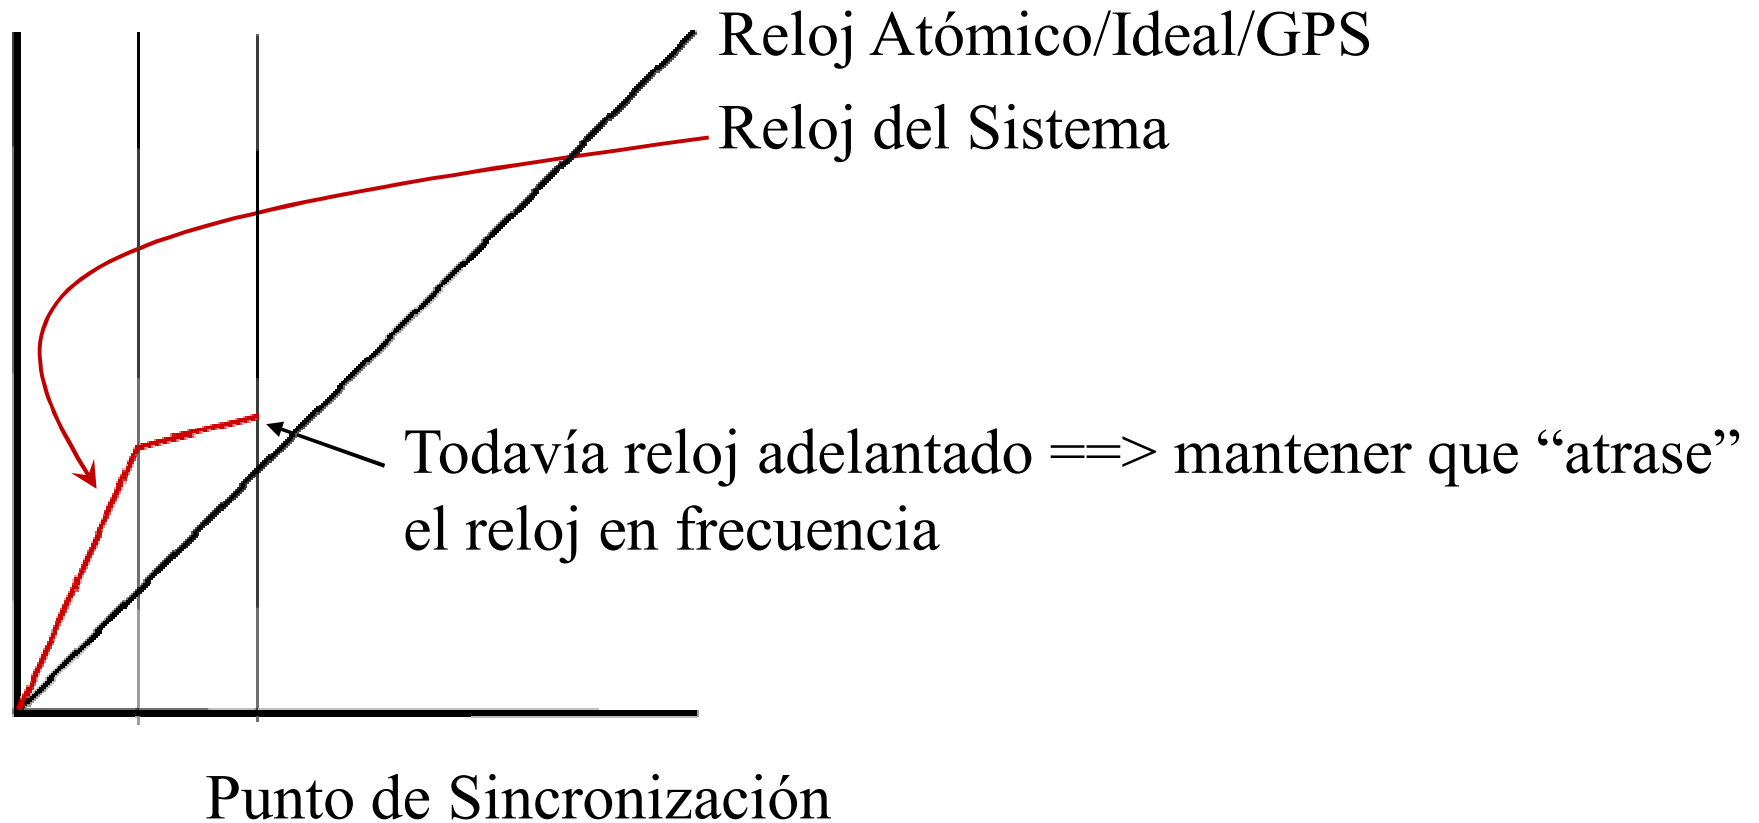 Reloj Atómico/Ideal/GPS
Reloj del Sistema
Todavía reloj adelantado ==> mantener que “atrase”
el reloj en frecuencia
Punto de Sincronización